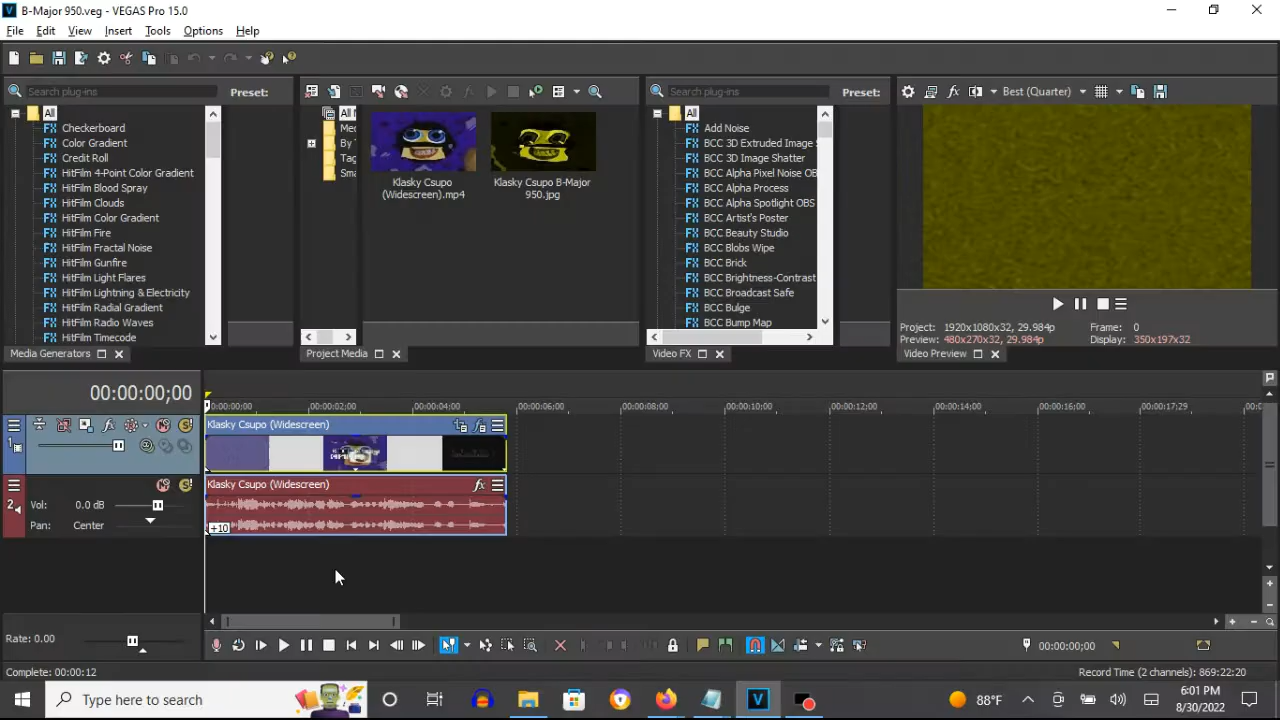 B-Major 950.veg - VEGAS Pro 15.0
File Edit View Insert Tools Options Help
Search plug-ins Preset:
All
Checkerboard
Color Gradient
Credit Roll
HitFilm 4-Point Color Gradient
HitFilm Blood Spray
HitFilm Clouds
HitFilm Color Gradient
HitFilm Fire
HitFilm Fractal Noise
HitFilm Gunfire
HitFilm Light Flares
HitFilm Lightning & Electricity
HitFilm Radial Gradient
HitFilm Radio Waves
HitFilm Timecode
Media Generators
All
Me
By
Tag
Sma
Klasky Csupo
(Widescreen).mp4
Klasky Csupo B-Major
950.jpg
Project Media
Search plug-ins Preset:
All
Add Noise
BCC 3D Extruded Image
BCC 3D Image Shatter
BCC Alpha Pixel Noise OB
BCC Alpha Process
BCC Alpha Spotlight OBS
BCC Artist's Poster
BCC Beauty Studio
BCC Blobs Wipe
BCC Brick
BCC Brightness-Contrast
BCC Broadcast Safe
BCC Bulge
BCC Bump Map
Video FX
Best (Quarter)
Project: 1920x1080x32, 29.984p Frame: 0
Preview: 480x270x32, 29.984p Display: 350x197x32
Video Preview
00:00:00;00
0:00:00;00 00:00:02;00 00:00:04;00 00:00:06;00 00:00:08;00 00:00:10;00 00:00:12;00 00:00:14;00 00:00:16;00 00:00:17;29 00:0
1
Klasky Csupo (Widescreen)
2
Klasky Csupo (Widescreen)
fx
Vol: 0.0 dB
Pan: Center
+10
Rate: 0.00
00:00:00;00
Complete: 00:00:12 Record Time (2 channels): 869:22:20
Type here to search
88°F
6:01 PM
8/30/2022